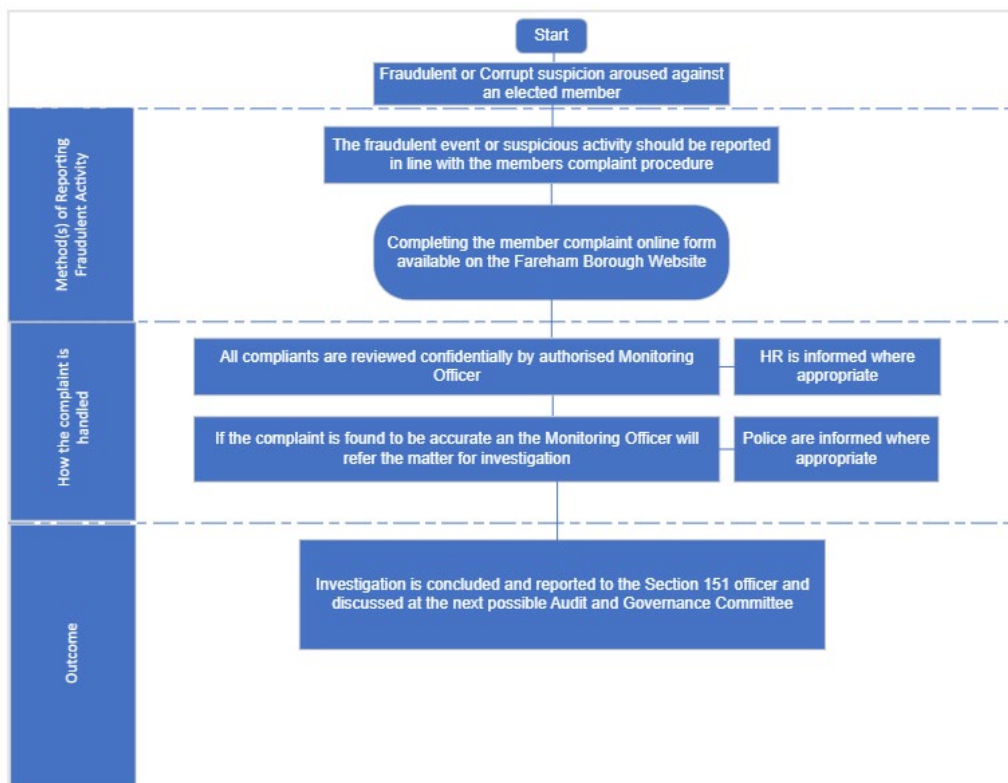 Start
Fraudulent or Corrupt suspicion aroused against
an elected member
Method(s) of Reporting
Fraudulent Activity
The fraudulent event or suspicious activity should be reported
in line with the members complaint procedure
Completing the member complaint online form
available on the Fareham Borough Website
How the complaint is
handled
All compliants are reviewed confidentially by authorised Monitoring
Officer
HR is informed where
appropriate
If the complaint is found to be accurate an the Monitoring Officer will
refer the matter for investigation
Police are informed where
appropriate
Outcome
Investigation is concluded and reported to the Section 151 officer and
discussed at the next possible Audit and Governance Committee